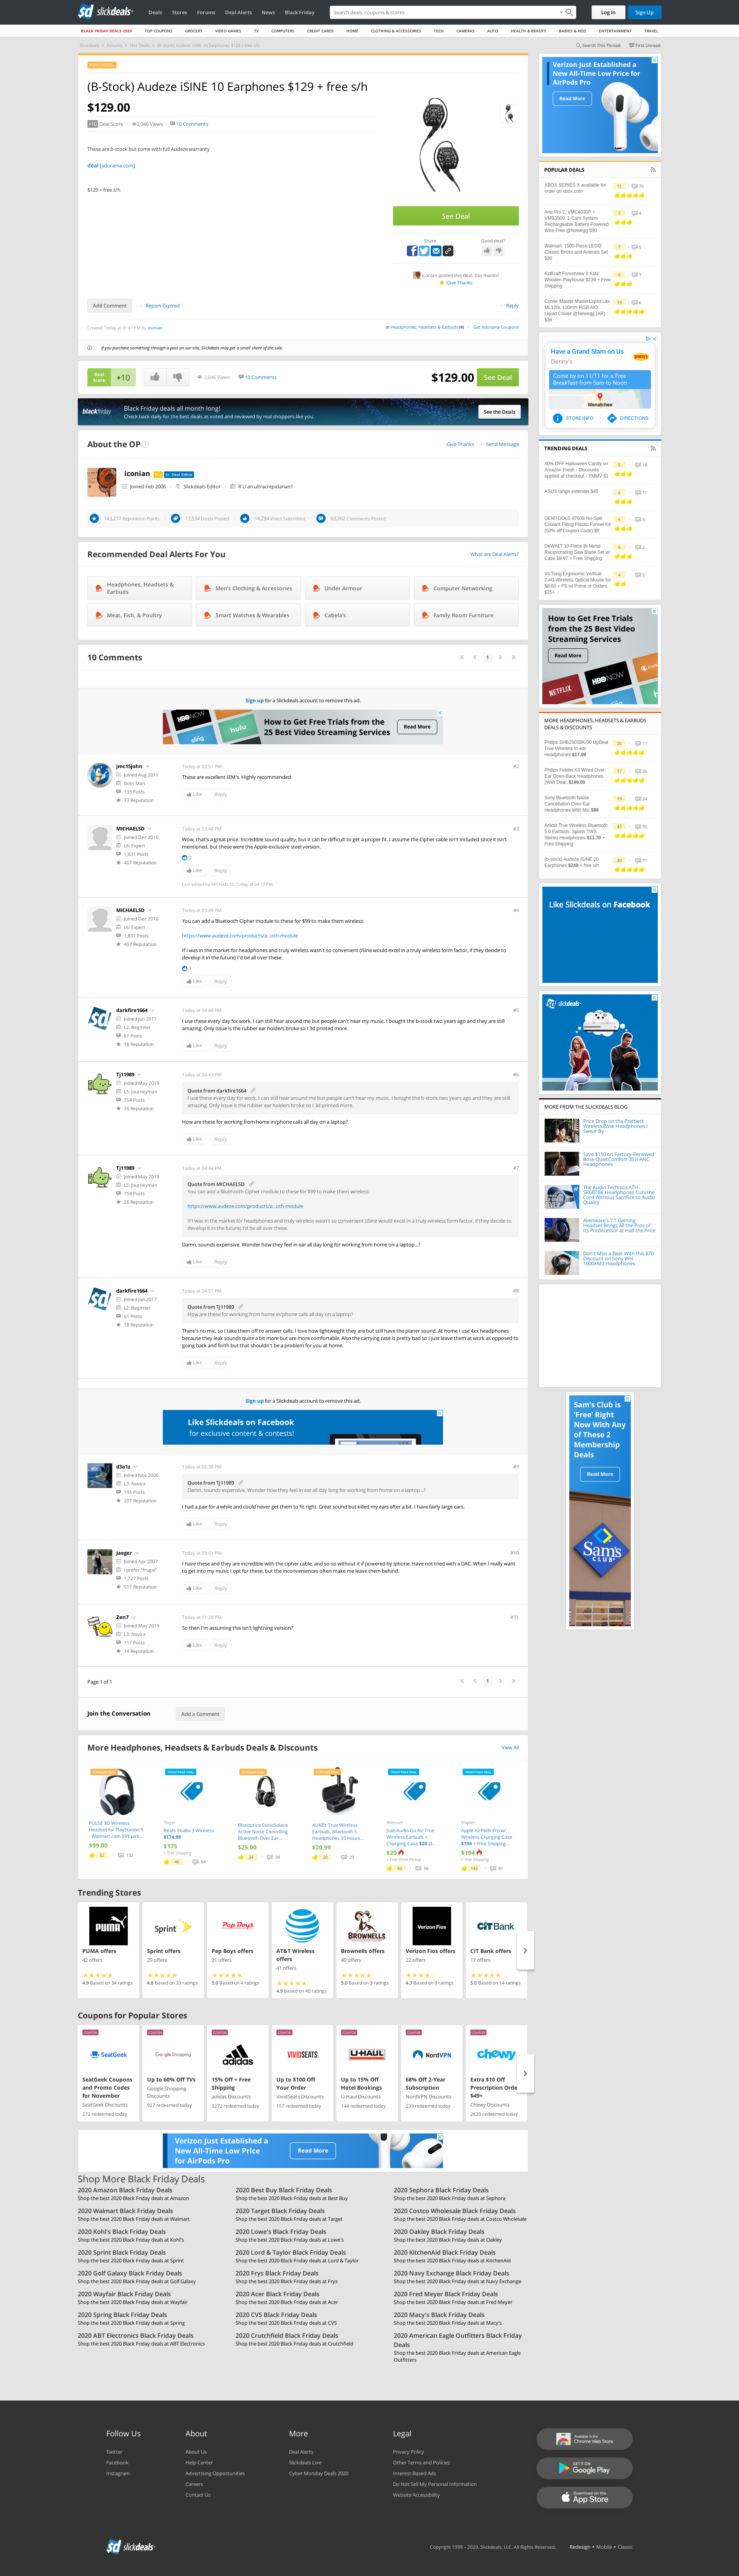 slickdeals
Deals Stores Forums Deal Alerts News Black Friday
Search deals, coupons & stores
Log In Sign Up
BLACK FRIDAY DEALS 2020 TOP COUPONS GROCERY VIDEO GAMES TV COMPUTERS CREDIT CARDS HOME CLOTHING & ACCESSORIES TECH CAMERAS AUTO HEALTH & BEAUTY BABIES & KIDS ENTERTAINMENT TRAVEL
Slickdeals > Forums > Hot Deals > (B-Stock) Audeze iSINE 10 Earphones $129 + free s/h
Search This Thread First Unread
(B-Stock) Audeze iSINE 10 Earphones $129 + free s/h
$129.00
+10 Deal Score 2,046 Views 10 Comments
These are b-stock but come with full Audeze warranty
deal [adorama.com]
$129 + free s/h
See Deal
Share Good deal?
iconian posted this deal. Say thanks!
Give Thanks
Add Comment Report Expired Reply
Created Today at 01:41 PM by iconian
in Headphones, Headsets & Earbuds (4) Get Adorama Coupons
If you purchase something through a post on our site, Slickdeals may get a small share of the sale.
Deal Score +10 2,046 Views 10 Comments $129.00 See Deal
blackfriday
Black Friday deals all month long!
Check back daily for the best deals as voted and reviewed by real shoppers like you.
See the Deals
About the OP Give Thanks Send Message
iconian Pro Sr. Deal Editor
Joined Feb 2006 Slickdeals Editor R U an ultracrepidarian?
143,277 Reputation Points 17,534 Deals Posted 14,284 Votes Submitted 63,262 Comments Posted
Recommended Deal Alerts For You What are Deal Alerts?
Headphones, Headsets & Earbuds
Men's Clothing & Accessories
Under Armour
Computer Networking
Meat, Fish, & Poultry
Smart Watches & Wearables
Cabela's
Family Room Furniture
10 Comments 1
Sign up for a Slickdeals account to remove this ad.
HBO NOW
hulu
How to Get Free Trials from the
25 Best Video Streaming Services
Read More
jmc15john
Joined Aug 2011
Boss Man
135 Posts
77 Reputation
Today at 02:51 PM #2
These are excellent IEM's. Highly recommended.
Like Reply
MICHAELSD
Joined Dec 2010
L6: Expert
1,831 Posts
407 Reputation
Today at 03:46 PM #3
Wow, that's a great price. Incredible sound quality, but it can be difficult to get a proper fit. I assume the Cipher cable isn't included since it isn't mentioned, but these were the Apple-exclusive steel version.
2
Like Reply
Last edited by MICHAELSD Today at 04:13 PM.
MICHAELSD
Joined Dec 2010
L6: Expert
1,831 Posts
407 Reputation
Today at 03:49 PM #4
You can add a Bluetooth Cipher module to these for $99 to make them wireless:
https://www.audeze.com/products/a...oth-module
If I was in the market for headphones and truly wireless wasn't so convenient (iSine would excel in a truly wireless form factor, if they decide to develop it in the future) I'd be all over these.
1
Like Reply
darkfire1664
Joined Jun 2017
L2: Beginner
61 Posts
18 Reputation
Today at 04:40 PM #5
I use these every day for work. I can still hear around me but people can't hear my music. I bought the b-stock two years ago and they are still amazing. Only issue is the rubber ear holders broke so I 3d printed more.
Like Reply
Tj11989
Joined May 2019
L5: Journeyman
754 Posts
26 Reputation
Today at 04:43 PM #6
Quote from darkfire1664
I use these every day for work. I can still hear around me but people can't hear my music. I bought the b-stock two years ago and they are still amazing. Only issue is the rubber ear holders broke so I 3d printed more.
How are these for working from home in/phone calls all day on a laptop?
Like Reply
Tj11989
Joined May 2019
L5: Journeyman
754 Posts
26 Reputation
Today at 04:44 PM #7
Quote from MICHAELSD
You can add a Bluetooth Cipher module to these for $99 to make them wireless:
https://www.audeze.com/products/a...oth-module
If I was in the market for headphones and truly wireless wasn't so convenient (iSine would excel in a truly wireless form factor, if they decide to develop it in the future) I'd be all over these.
Damn, sounds expensive. Wonder how they feel in ear all day long for working from home on a laptop ..?
Like Reply
darkfire1664
Joined Jun 2017
L2: Beginner
61 Posts
18 Reputation
Today at 04:51 PM #8
Quote from Tj11989
How are these for working from home in/phone calls all day on a laptop?
There's no mic, so I take them off to answer calls. I love how lightweight they are but still have the planer sound. At home I use 4xx headphones because they leak sounds quite a bit more but are more comfortable. Also the carrying case is pretty bad so I just leave them at work as opposed to going back and forth but that shouldn't be a problem for you at home.
Like Reply
Sign up for a Slickdeals account to remove this ad.
Like Slickdeals on Facebook
for exclusive content & contests!
d3a1z
Joined Nov 2006
L3: Novice
195 Posts
201 Reputation
Today at 05:35 PM #9
Quote from Tj11989
Damn, sounds expensive. Wonder how they feel in ear all day long for working from home on a laptop ..?
I had a pair for a while and could never get them to fit right. Great sound but killed my ears after a bit. I have fairly large ears.
Like Reply
jaeger
Joined Apr 2007
I prefer "frugal"
1,727 Posts
517 Reputation
Today at 09:01 PM #10
I have these and they are incredible with the cipher cable, and so-so without it if powered by iphone. Have not tried with a DAC. When I really want to get into my music I opt for these, but the inconveniences often make me leave them behind.
Like Reply
Zen7
Joined May 2019
L3: Novice
117 Posts
14 Reputation
Today at 11:20 PM #11
So then I'm assuming this isn't lightning version?
Like Reply
Page 1 of 1 1
Join the Conversation Add a Comment
More Headphones, Headsets & Earbuds Deals & Discounts View All
PULSE 3D Wireless Headset for PlayStation 5 - Walmart.com 99$ pick...
$99.00
52 132
Target
Beats Studio 3 Wireless $174.99
$175
+ Free Shipping
46 54
Monoprice SonicSolace Active Noise Cancelling Bluetooth Over Ear...
$25.00
24 36
AUKEY True Wireless Earbuds, Bluetooth 5 Headphones 35 Hours...
$20.99
29 29
Walmart
JLab Audio Go Air True Wireless Earbuds + Charging Case $20 @...
$20
+ Free Store Pickup
62 56
Staples
Apple AirPods Pro w/ Wireless Charging Case $194 + Free Shipping...
$194
+ Free Shipping
143 81
Trending Stores
PUMA
PUMA offers
42 offers
4.9 Based on 34 ratings
Sprint
Sprint offers
29 offers
4.8 Based on 33 ratings
Pep Boys
Pep Boys offers
31 offers
5.0 Based on 4 ratings
AT&T
AT&T Wireless offers
41 offers
4.9 Based on 40 ratings
BROWNELLS
Brownells offers
40 offers
5.0 Based on 3 ratings
Verizon Fios
Verizon Fios offers
22 offers
4.3 Based on 9 ratings
CIT BANK
CIT Bank offers
17 offers
5.0 Based on 14 ratings
Coupons for Popular Stores
COUPON
SeatGeek
SeatGeek Coupons and Promo Codes for November
SeatGeek Discounts
272 redeemed today
COUPON
Google Shopping
Up to 60% Off TVs
Google Shopping Discounts
927 redeemed today
COUPON
adidas
15% Off + Free Shipping
adidas Discounts
3272 redeemed today
COUPON
VIVIDSEATS
Up to $100 Off Your Order
VividSeats Discounts
157 redeemed today
COUPON
U-HAUL
Up to 15% Off Hotel Bookings
U-Haul Discounts
144 redeemed today
COUPON
NordVPN
68% Off 2-Year Subscription
NordVPN Discounts
239 redeemed today
COUPON
chewy
Extra $10 Off Prescription Orde $49+
Chewy Discounts
2620 redeemed today
Verizon Just Established a
New All-Time Low Price
for AirPods Pro
Read More
Shop More Black Friday Deals
2020 Amazon Black Friday Deals
Shop the best 2020 Black Friday deals at Amazon
2020 Best Buy Black Friday Deals
Shop the best 2020 Black Friday deals at Best Buy
2020 Sephora Black Friday Deals
Shop the best 2020 Black Friday deals at Sephora
2020 Walmart Black Friday Deals
Shop the best 2020 Black Friday deals at Walmart
2020 Target Black Friday Deals
Shop the best 2020 Black Friday deals at Target
2020 Costco Wholesale Black Friday Deals
Shop the best 2020 Black Friday deals at Costco Wholesale
2020 Kohl's Black Friday Deals
Shop the best 2020 Black Friday deals at Kohl's
2020 Lowe's Black Friday Deals
Shop the best 2020 Black Friday deals at Lowe's
2020 Oakley Black Friday Deals
Shop the best 2020 Black Friday deals at Oakley
2020 Sprint Black Friday Deals
Shop the best 2020 Black Friday deals at Sprint
2020 Lord & Taylor Black Friday Deals
Shop the best 2020 Black Friday deals at Lord & Taylor
2020 KitchenAid Black Friday Deals
Shop the best 2020 Black Friday deals at KitchenAid
2020 Golf Galaxy Black Friday Deals
Shop the best 2020 Black Friday deals at Golf Galaxy
2020 Frys Black Friday Deals
Shop the best 2020 Black Friday deals at Frys
2020 Navy Exchange Black Friday Deals
Shop the best 2020 Black Friday deals at Navy Exchange
2020 Wayfair Black Friday Deals
Shop the best 2020 Black Friday deals at Wayfair
2020 Acer Black Friday Deals
Shop the best 2020 Black Friday deals at Acer
2020 Fred Meyer Black Friday Deals
Shop the best 2020 Black Friday deals at Fred Meyer
2020 Spring Black Friday Deals
Shop the best 2020 Black Friday deals at Spring
2020 CVS Black Friday Deals
Shop the best 2020 Black Friday deals at CVS
2020 Macy's Black Friday Deals
Shop the best 2020 Black Friday deals at Macy's
2020 ABT Electronics Black Friday Deals
Shop the best 2020 Black Friday deals at ABT Electronics
2020 Crutchfield Black Friday Deals
Shop the best 2020 Black Friday deals at Crutchfield
2020 American Eagle Outfitters Black Friday Deals
Shop the best 2020 Black Friday deals at American Eagle Outfitters
Verizon Just Established a
New All-Time Low Price for
AirPods Pro
Read More
POPULAR DEALS
XBOX SERIES X available for order on xbox.com
Arlo Pro 2, VMC4030P + VMB3500, 1-Cam System Rechargeable Battery Powered Wire-Free @Newegg $90
Walmart: 1500-Piece LEGO Classic Bricks and Animals Set $30
KidKraft Forestview II Kids' Wooden Playhouse $239 + Free Shipping
Cooler Master MasterLiquid Lite ML120L 120mm RGB AIO Liquid Cooler @Newegg (AR) $36
Have a Grand Slam on Us
Denny's
Come by on 11/11 for a Free
Breakfast from 5am to Noon
Wenatchee
STORE INFO DIRECTIONS
TRENDING DEALS
60% OFF Halloween Candy on Amazon Fresh - Discounts applied at checkout - YMMV $1
ASUS range extender $45
OEMTOOLS 87009 No-Spill Coolant Filling Plastic Funnel Kit (50% off Coupon Code) $9
DeWALT 10-Piece Bi-Metal Reciprocating Saw Blade Set w/ Case $9.97 + Free Shipping
VicTsing Ergonomic Vertical 2.4G Wireless Optical Mouse for $6.83 + FS w/ Prime or Orders $25+
How to Get Free Trials
from the 25 Best Video
Streaming Services
Read More
NETFLIX
hulu
MORE HEADPHONES, HEADSETS & EARBUDS DEALS & DISCOUNTS
Philips SHB2505BK/00 UpBeat True Wireless In-ear Headphones $17.99
Philips Fidelio X3 Wired Over-Ear Open-Back Headphones (With Deal: $199.00
Sony Bluetooth Noise Cancellation Over-Ear Headphones With Mic $98
Anbbt True Wireless Bluetooth 5.0 Earbuds: Sports TWS Stereo Headphones $11.70 + Free Shipping
(b-stock) Audeze iSINE 20 Earphones $249 + free s/h
Like Slickdeals on Facebook
slickdeals
MORE FROM THE SLICKDEALS BLOG
Price Drop on the Prettiest Wireless Bose Headphones I Swear By
Save $150 on Factory-Renewed Bose QuietComfort 35 II ANC Headphones
The Audio Technica ATH-SR6BTBK Headphones Cuts the Cord Without Sacrifice to Audio Quality
Alienware's 7.1 Gaming Headset Brings All the Pros of Its Predecessor at Half the Price
Don't Miss a Beat With this $70 Discount on Sony WH-1000XM3 Headphones
Sam's Club is
'Free' Right
Now With Any
of These 2
Membership
Deals
Read More
Sam's
CLUB
Follow Us
Twitter
Facebook
Instagram
About
About Us
Help Center
Advertising Opportunities
Careers
Contact Us
More
Deal Alerts
Slickdeals Live
Cyber Monday Deals 2020
Legal
Privacy Policy
Other Terms and Policies
Interest-Based Ads
Do Not Sell My Personal Information
Website Accessibility
Available in the
Chrome Web Store
GET IT ON
Google Play
Download on the
App Store
slickdeals
Copyright 1999 - 2020. Slickdeals, LLC. All Rights Reserved. Redesign • Mobile • Classic